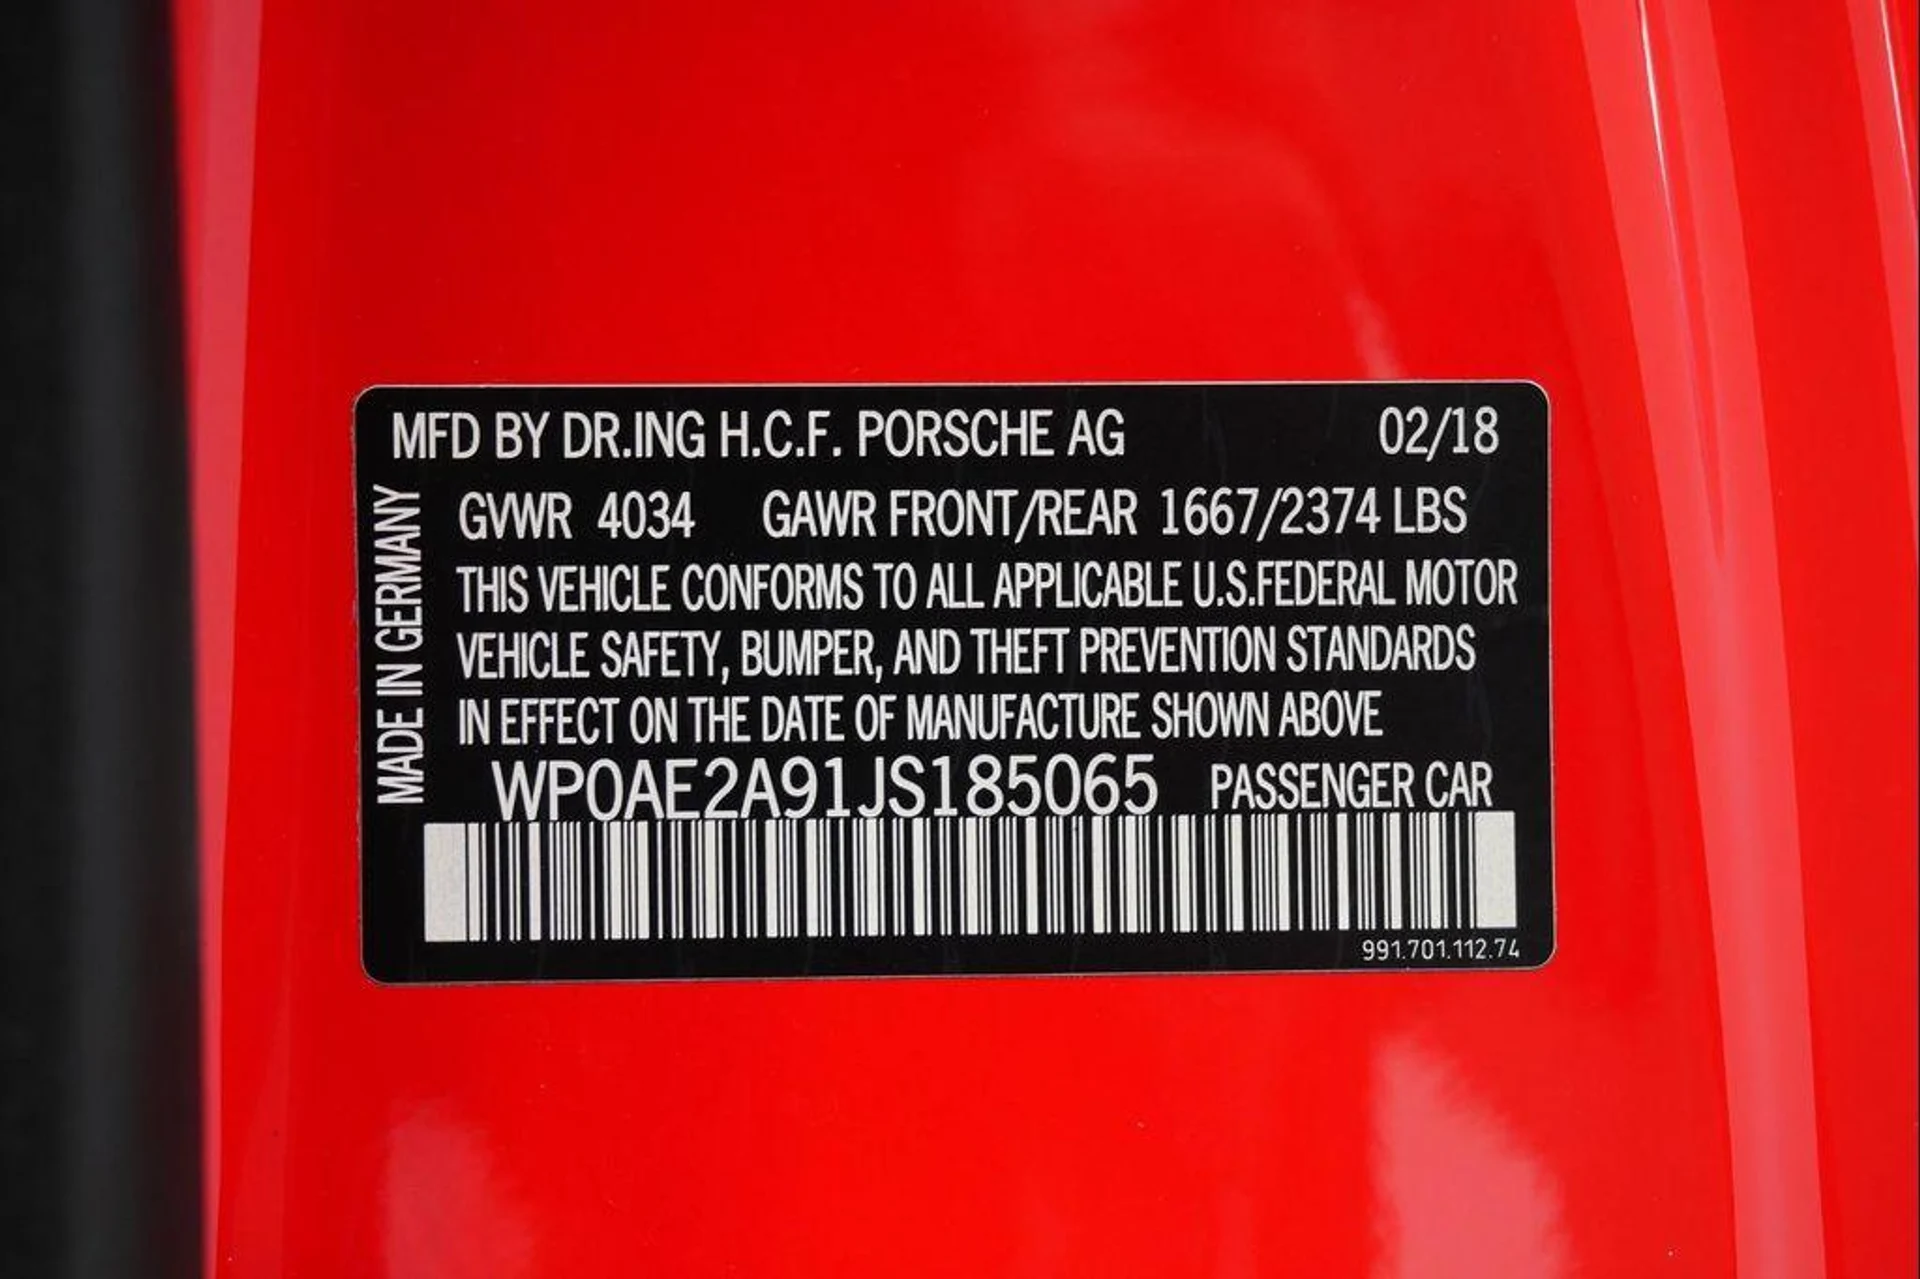 MFD BY DR.ING H.C.F. PORSCHE AG 02/18
MADE IN GERMANY
GVWR 4034 GAWR FRONT/REAR 1667/2374 LBS
THIS VEHICLE CONFORMS TO ALL APPLICABLE U.S.FEDERAL MOTOR
VEHICLE SAFETY, BUMPER, AND THEFT PREVENTION STANDARDS
IN EFFECT ON THE DATE OF MANUFACTURE SHOWN ABOVE
WP0AE2A91JS185065 PASSENGER CAR
991.701.112.74